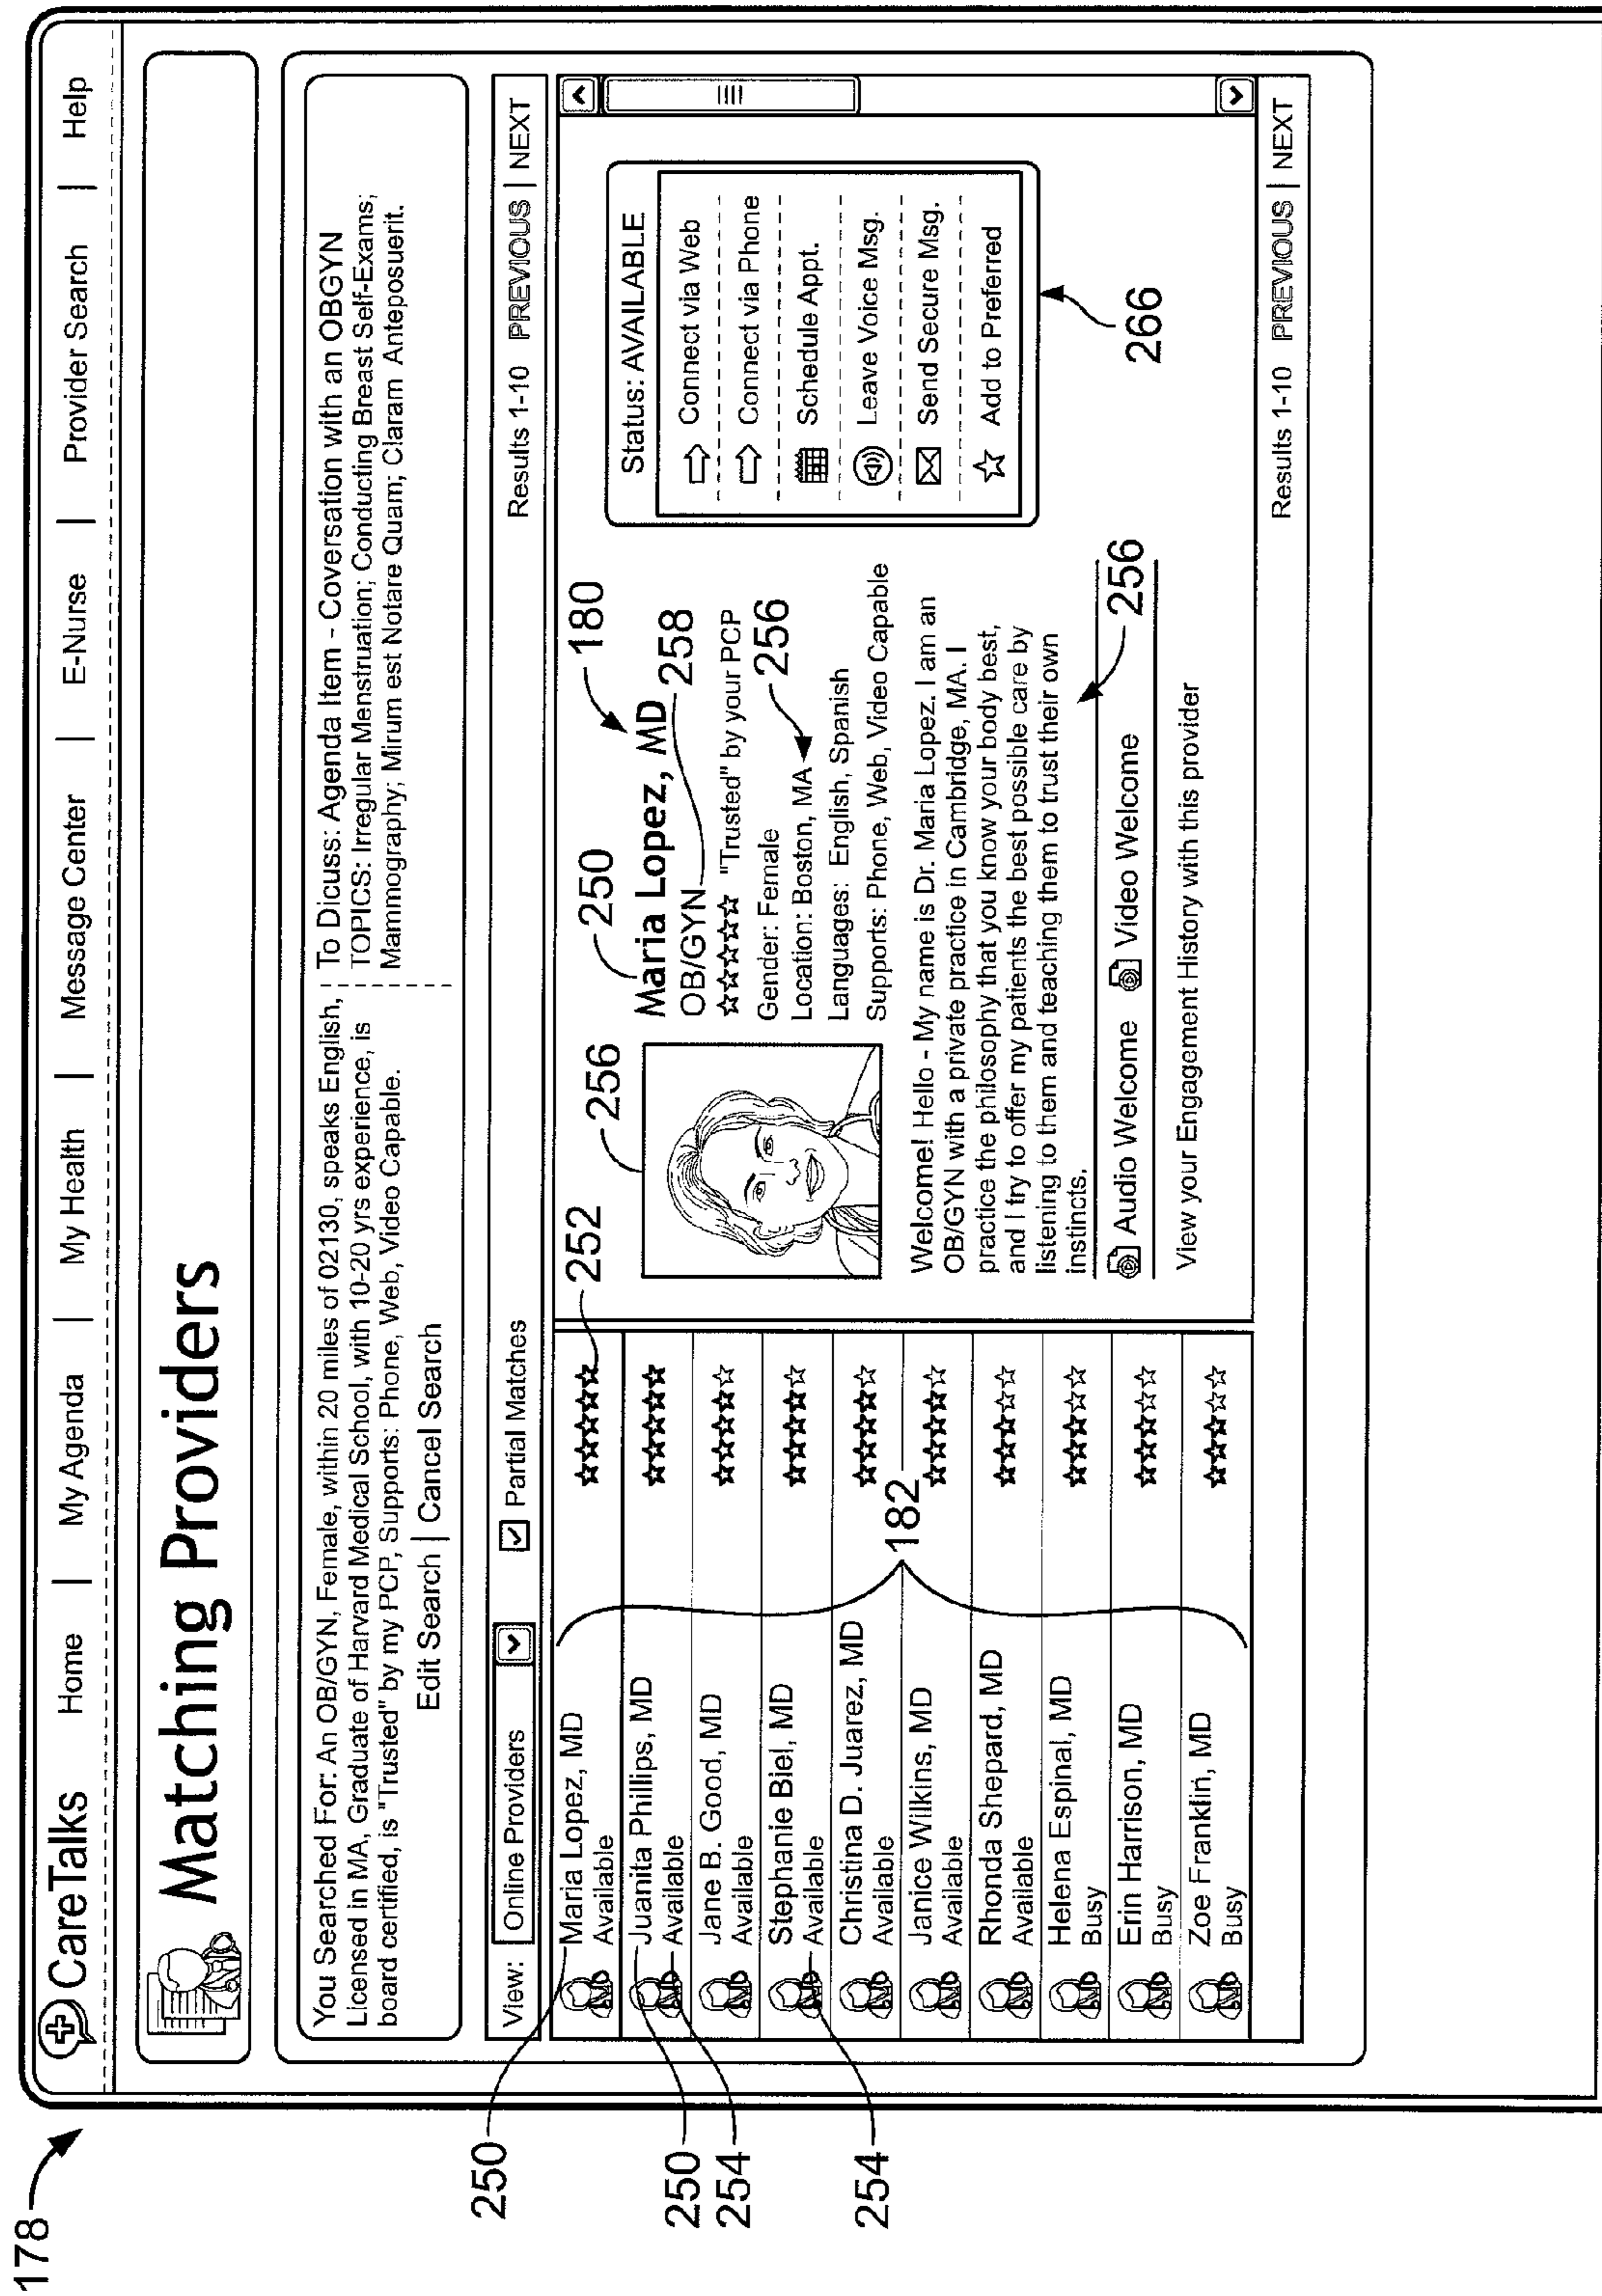 178
CareTalks Home | My Agenda | My Health | Message Center | E-Nurse | Provider Search | Help
Matching Providers
You Searched For: An OB/GYN, Female, within 20 miles of 02130, speaks English,
Licensed in MA, Graduate of Harvard Medical School, with 10-20 yrs experience, is
board certified, is "Trusted" by my PCP, Supports: Phone, Web, Video Capable.
Edit Search | Cancel Search
To Dicuss: Agenda Item - Coversation with an OBGYN
TOPICS: Irregular Menstruation; Conducting Breast Self-Exams;
Mammography; Mirum est Notare Quam; Claram Anteposuerit.
View: Online Providers Partial Matches
Results 1-10 PREVIOUS | NEXT
250
Maria Lopez, MD
Available
252
250
Juanita Phillips, MD
254
Available
Jane B. Good, MD
Available
Stephanie Biel, MD
254
Available
Christina D. Juarez, MD
Available
182
Janice Wilkins, MD
Available
Rhonda Shepard, MD
Available
Helena Espinal, MD
Busy
Erin Harrison, MD
Busy
Zoe Franklin, MD
Busy
256
250
180
Maria Lopez, MD
OB/GYN
258
"Trusted" by your PCP
Gender: Female
Location: Boston, MA
256
Languages: English, Spanish
Supports: Phone, Web, Video Capable
Welcome! Hello - My name is Dr. Maria Lopez. I am an
OB/GYN with a private practice in Cambridge, MA. I
practice the philosophy that you know your body best,
and I try to offer my patients the best possible care by
listening to them and teaching them to trust their own
instincts.
256
Audio Welcome Video Welcome
View your Engagement History with this provider
Status: AVAILABLE
Connect via Web
Connect via Phone
Schedule Appt.
Leave Voice Msg.
Send Secure Msg.
Add to Preferred
266
Results 1-10 PREVIOUS | NEXT